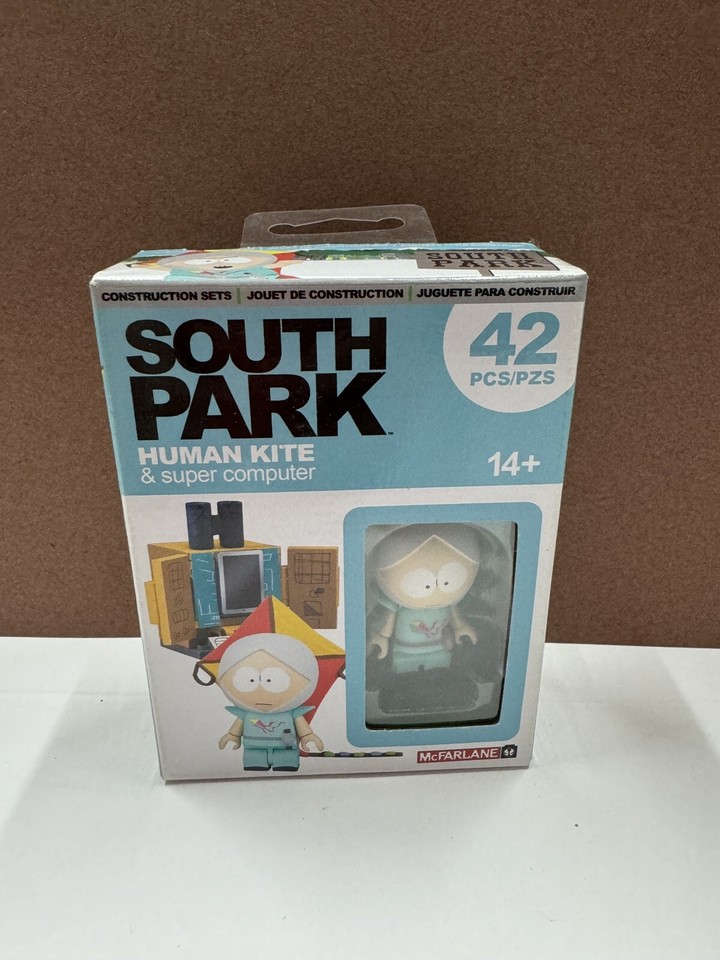 SOUTH
PARK
CONSTRUCTION SETS | JOUET DE CONSTRUCTION | JUGUETE PARA CONSTRUIR
SOUTH
PARK™
42
PCS/PZS
HUMAN KITE
& super computer
14+
McFARLANE